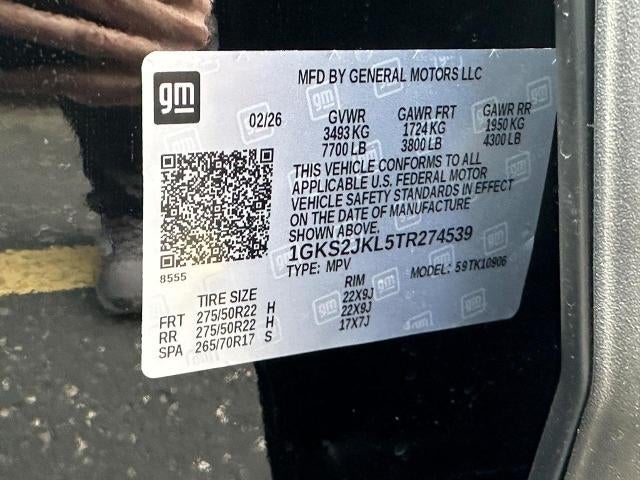 gm
MFD BY GENERAL MOTORS LLC
02/26 GVWR GAWR FRT GAWR RR
3493 KG 1724 KG 1950 KG
7700 LB 3800 LB 4300 LB
THIS VEHICLE CONFORMS TO ALL
APPLICABLE U.S. FEDERAL MOTOR
VEHICLE SAFETY STANDARDS IN EFFECT
ON THE DATE OF MANUFACTURE
SHOWN ABOVE.
1GKS2JKL5TR274539
8555 TYPE: MPV MODEL: 59TK10906
TIRE SIZE RIM
FRT 275/50R22 H 22X9J
RR 275/50R22 H 22X9J
SPA 265/70R17 S 17X7J